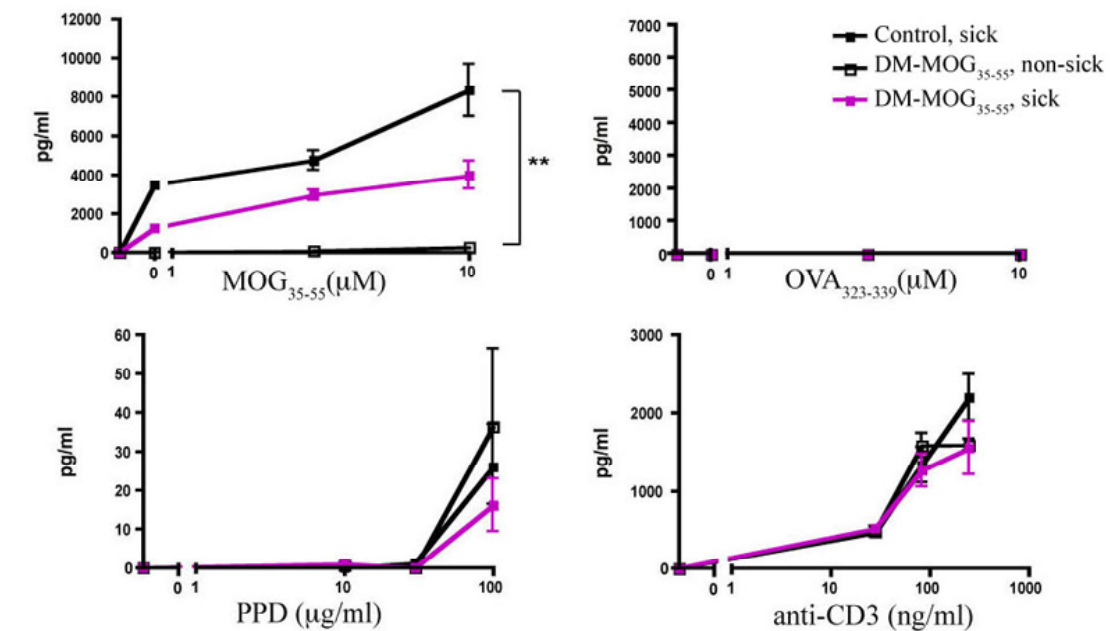 12000
10000
8000
6000
4000
2000
0
pg/ml
0 1 10
MOG35-55(μM)
**
7000
6000
5000
4000
3000
2000
1000
0
pg/ml
0 1 10
OVA323-339(μM)
Control, sick
DM-MOG35-55, non-sick
DM-MOG35-55, sick
60
50
40
30
20
10
0
pg/ml
0 1 10 100
PPD (μg/ml)
3000
2000
1000
0
pg/ml
0 1 10 100 1000
anti-CD3 (ng/ml)